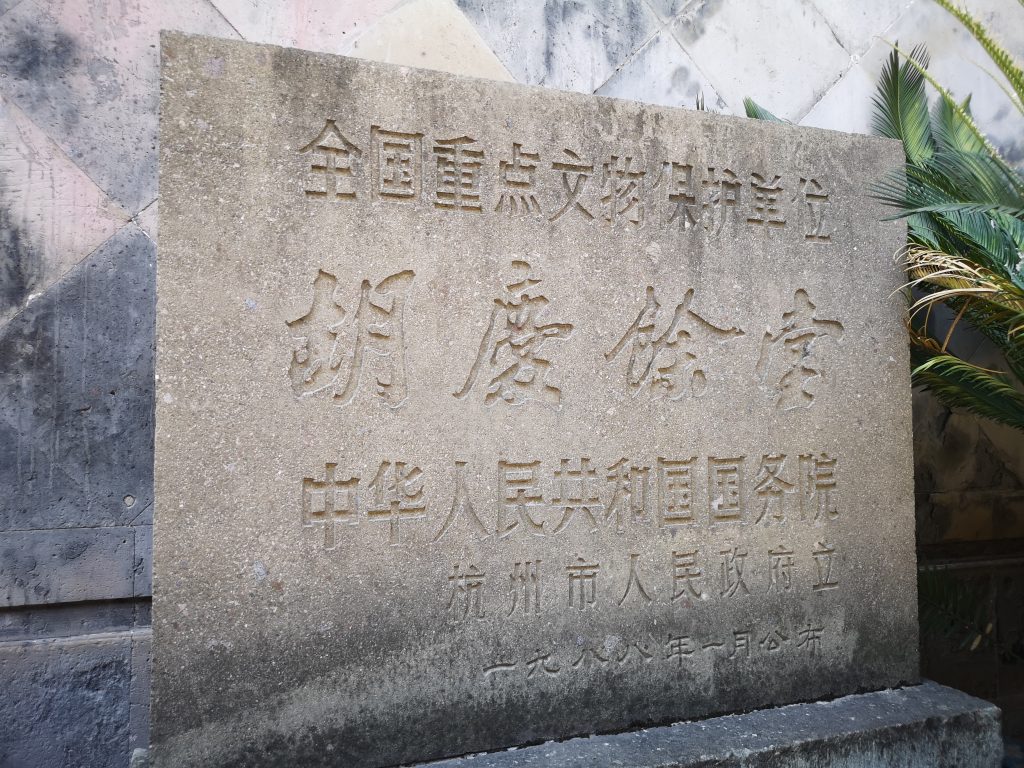 全国重点文物保护单位
胡慶餘堂
中华人民共和国国务院
杭州市人民政府立
一九八八年一月公布